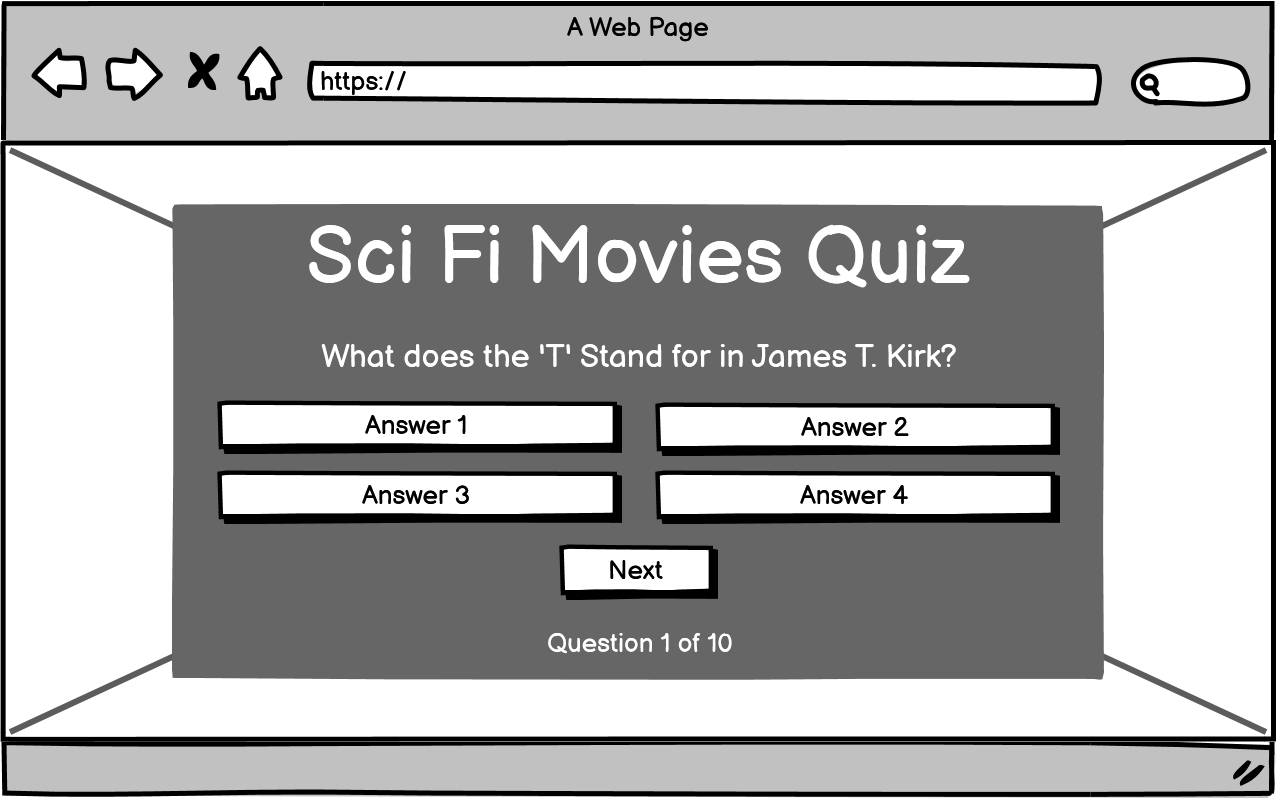 A Web Page
https://
Sci Fi Movies Quiz
What does the 'T' Stand for in James T. Kirk?
Answer 1
Answer 2
Answer 3
Answer 4
Next
Question 1 of 10